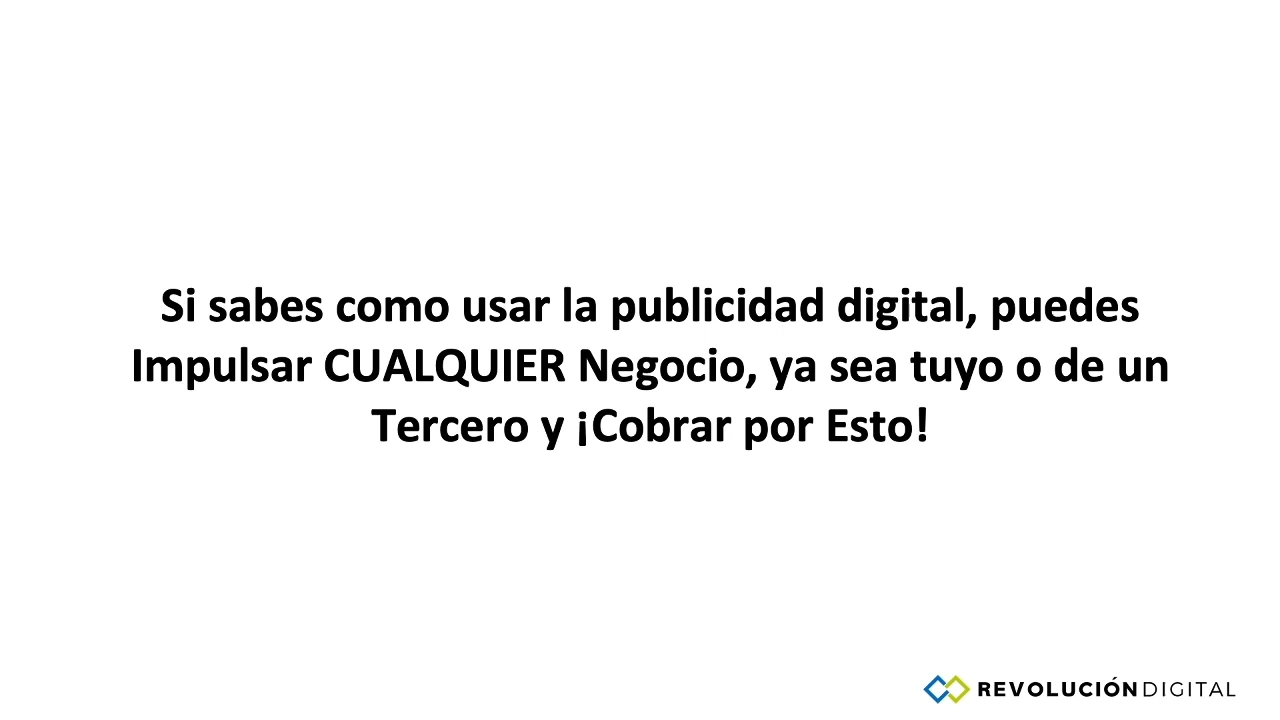 Si sabes como usar la publicidad digital, puedes
Impulsar CUALQUIER Negocio, ya sea tuyo o de un
Tercero y ¡Cobrar por Esto!
REVOLUCIÓN DIGITAL